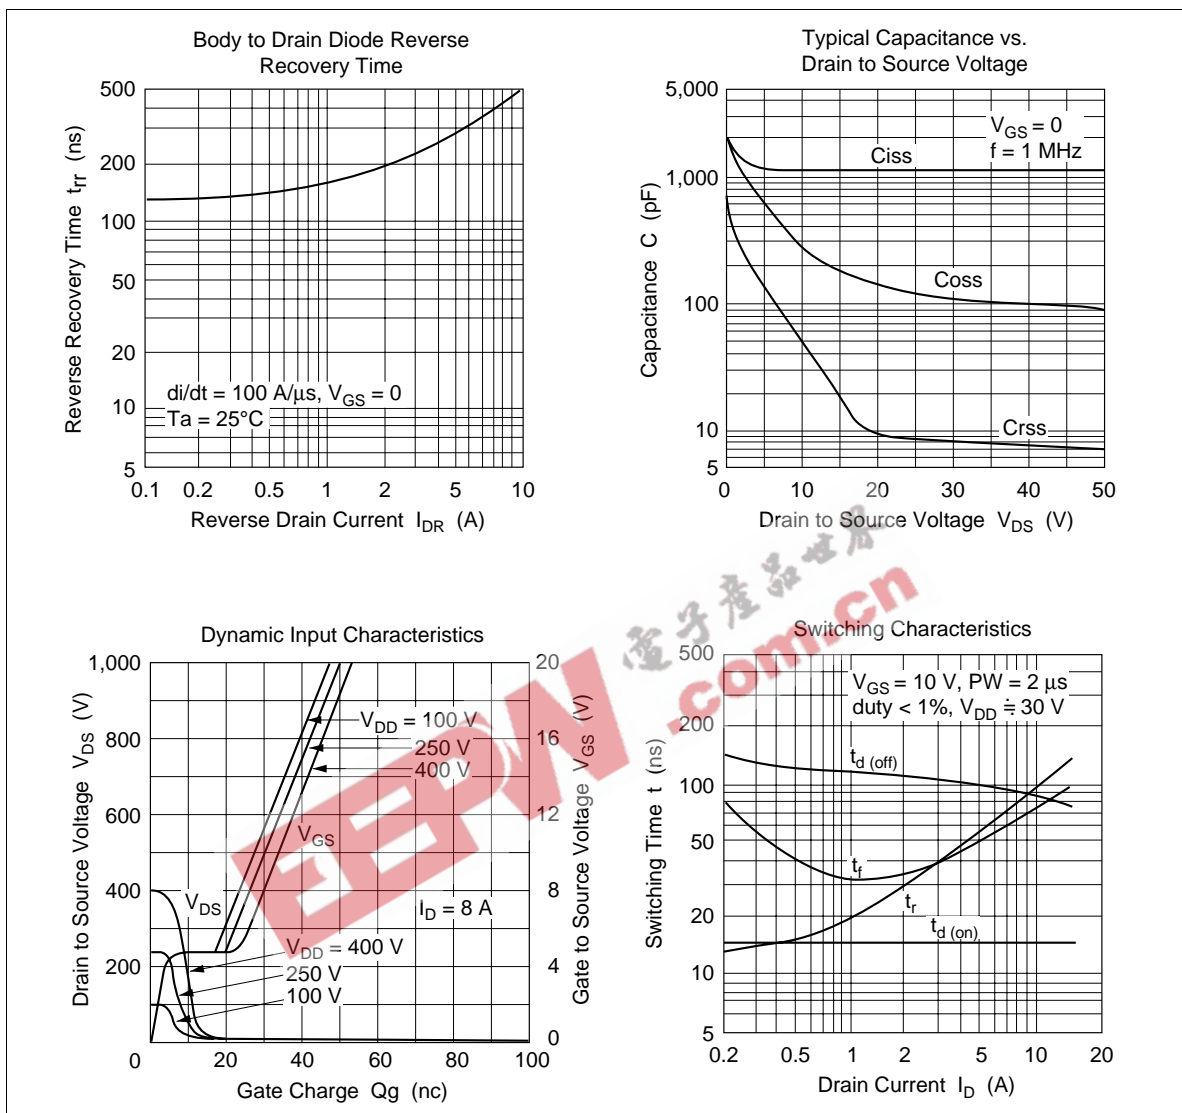 Body to Drain Diode Reverse
Recovery Time
500
200
100
50
20
10
5
Reverse Recovery Time trr (ns)
di/dt = 100 A/μs, VGS = 0
Ta = 25°C
0.1 0.2 0.5 1 2 5 10
Reverse Drain Current IDR (A)
Typical Capacitance vs.
Drain to Source Voltage
5,000
1,000
100
10
5
Capacitance C (pF)
VGS = 0
f = 1 MHz
Ciss
Coss
Crss
0 10 20 30 40 50
Drain to Source Voltage VDS (V)
Dynamic Input Characteristics
1,000
800
600
400
200
0
Drain to Source Voltage VDS (V)
20
16
12
8
4
0
Gate to Source Voltage VGS (V)
VDD = 100 V
250 V
400 V
VGS
VDS
ID = 8 A
VDD = 400 V
250 V
100 V
20 40 60 80 100
Gate Charge Qg (nc)
Switching Characteristics
500
200
100
50
20
10
5
Switching Time t (ns)
VGS = 10 V, PW = 2 μs
duty < 1%, VDD ≒ 30 V
td (off)
tf
tr
td (on)
0.2 0.5 1 2 5 10 20
Drain Current ID (A)
EEPW
.com.cn
電子產品世界